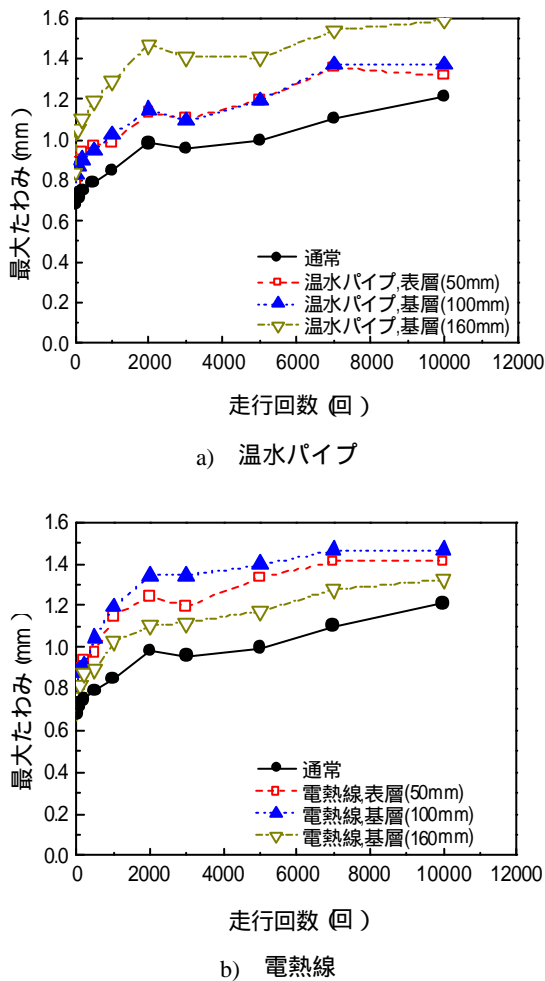 1.6
1.4
1.2
1.0
0.8
0.6
0.4
0.2
0.0
最大たわみ (mm)
通常
温水パイプ,表層(50mm)
温水パイプ,基層(100mm)
温水パイプ,基層(160mm)
0 2000 4000 6000 8000 10000 12000
走行回数 (回)
a) 温水パイプ
1.6
1.4
1.2
1.0
0.8
0.6
0.4
0.2
0.0
最大たわみ (mm)
通常
電熱線,表層(50mm)
電熱線,基層(100mm)
電熱線,基層(160mm)
0 2000 4000 6000 8000 10000 12000
走行回数 (回)
b) 電熱線